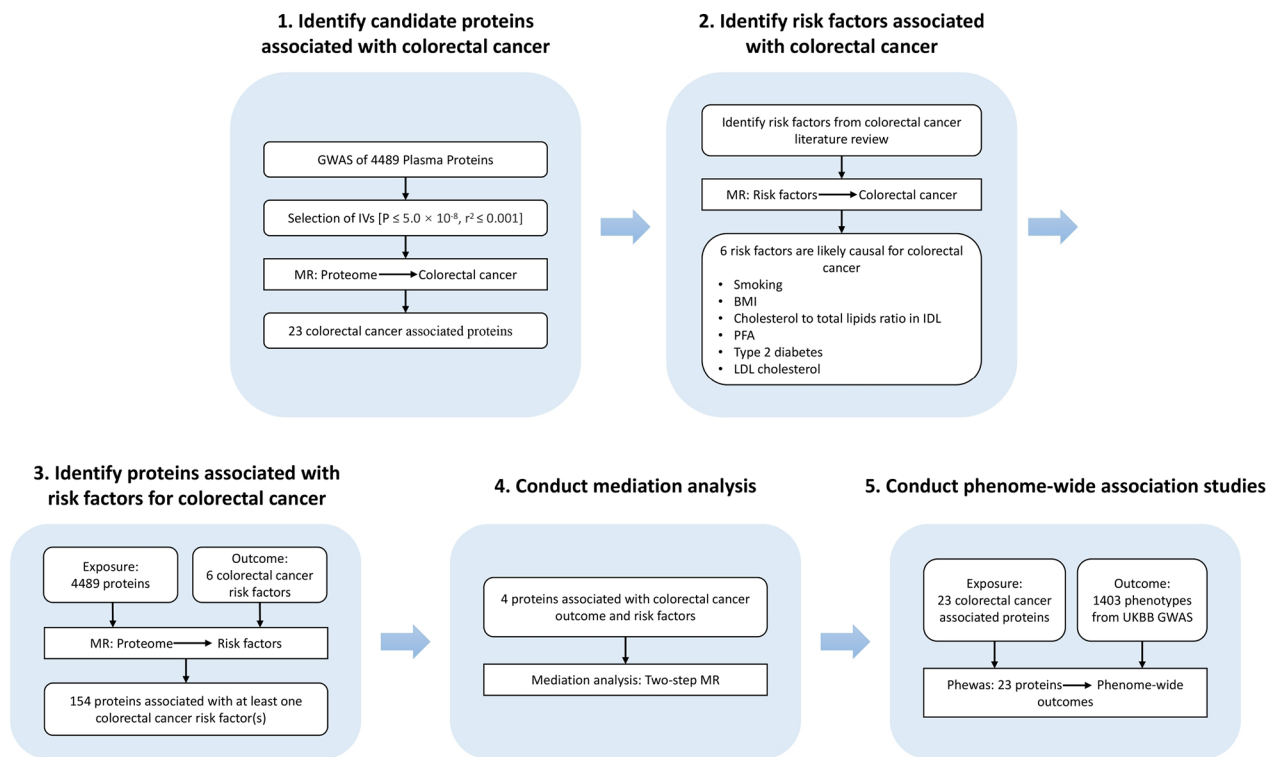 1. Identify candidate proteins
associated with colorectal cancer
GWAS of 4489 Plasma Proteins
Selection of IVs [P ≤ 5.0 × 10⁻⁸, r² ≤ 0.001]
MR: Proteome Colorectal cancer
23 colorectal cancer associated proteins
2. Identify risk factors associated
with colorectal cancer
Identify risk factors from colorectal cancer
literature review
MR: Risk factors Colorectal cancer
6 risk factors are likely causal for colorectal
cancer
• Smoking
• BMI
• Cholesterol to total lipids ratio in IDL
• PFA
• Type 2 diabetes
• LDL cholesterol
3. Identify proteins associated with
risk factors for colorectal cancer
Exposure:
4489 proteins
Outcome:
6 colorectal cancer
risk factors
MR: Proteome Risk factors
154 proteins associated with at least one
colorectal cancer risk factor(s)
4. Conduct mediation analysis
4 proteins associated with colorectal cancer
outcome and risk factors
Mediation analysis: Two-step MR
5. Conduct phenome-wide association studies
Exposure:
23 colorectal cancer
associated proteins
Outcome:
1403 phenotypes
from UKBB GWAS
Phewas: 23 proteins Phenome-wide
outcomes